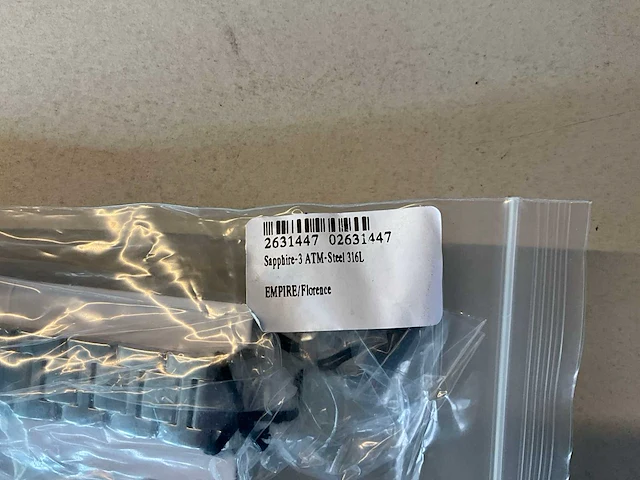 2631447 02631447
Sapphire-3 ATM-Steel 316L
EMPIRE/Florence